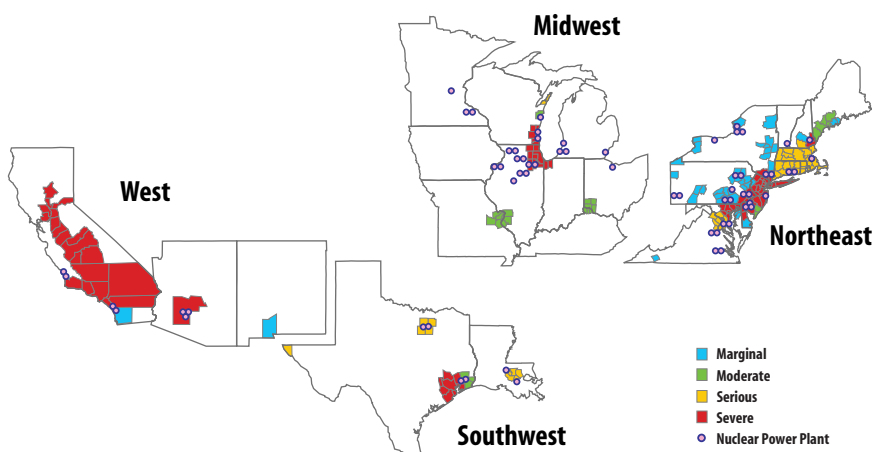 Midwest
West
Northeast
Southwest
Marginal
Moderate
Serious
Severe
Nuclear Power Plant